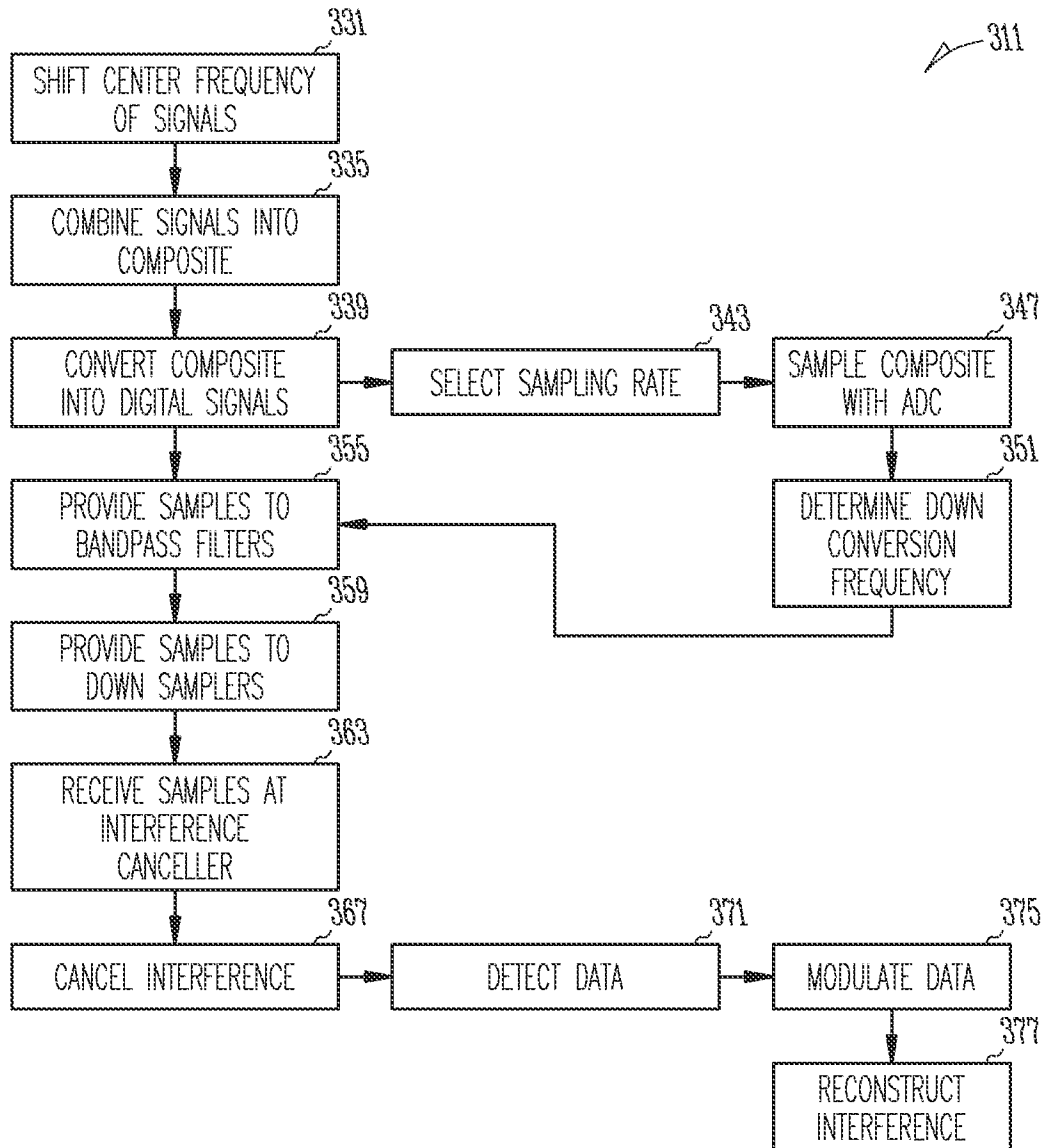 331
311
SHIFT CENTER FREQUENCY
OF SIGNALS
335
COMBINE SIGNALS INTO
COMPOSITE
339
CONVERT COMPOSITE
INTO DIGITAL SIGNALS
343
SELECT SAMPLING RATE
347
SAMPLE COMPOSITE
WITH ADC
351
DETERMINE DOWN
CONVERSION
FREQUENCY
355
PROVIDE SAMPLES TO
BANDPASS FILTERS
359
PROVIDE SAMPLES TO
DOWN SAMPLERS
363
RECEIVE SAMPLES AT
INTERFERENCE
CANCELLER
367
CANCEL INTERFERENCE
371
DETECT DATA
375
MODULATE DATA
377
RECONSTRUCT
INTERFERENCE